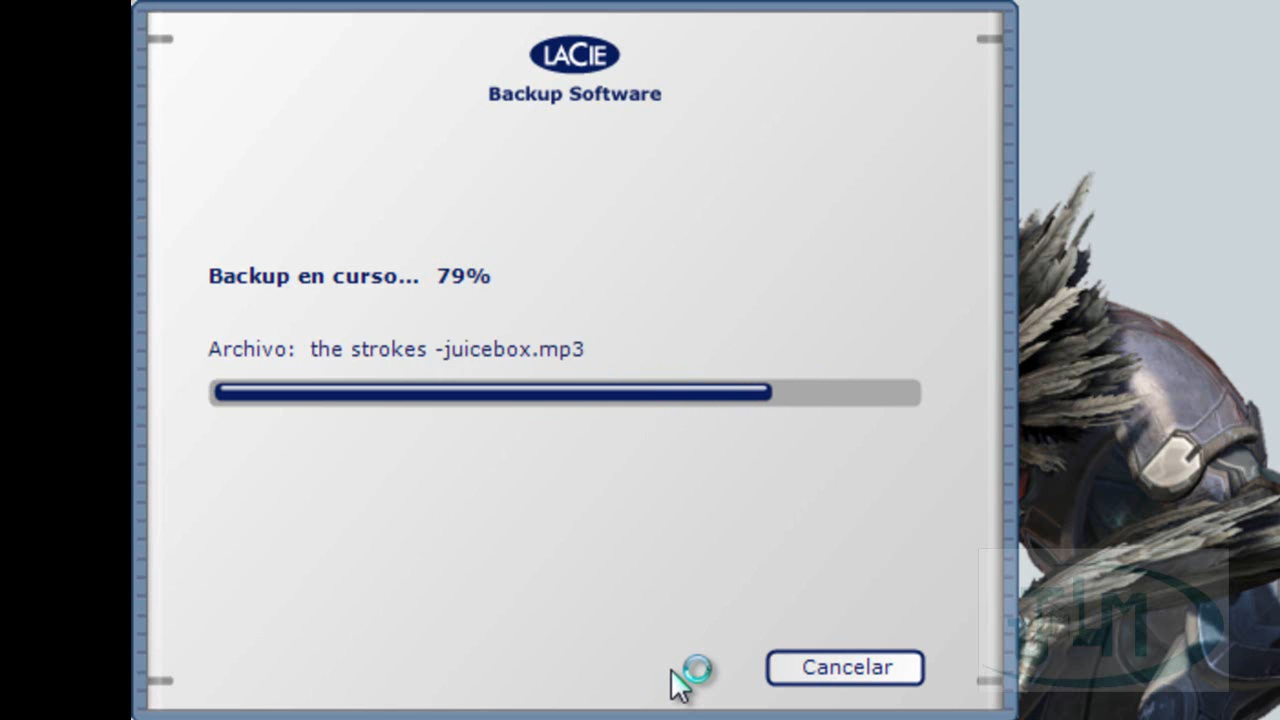 LACIE
Backup Software
Backup en curso... 79%
Archivo: the strokes -juicebox.mp3
Cancelar